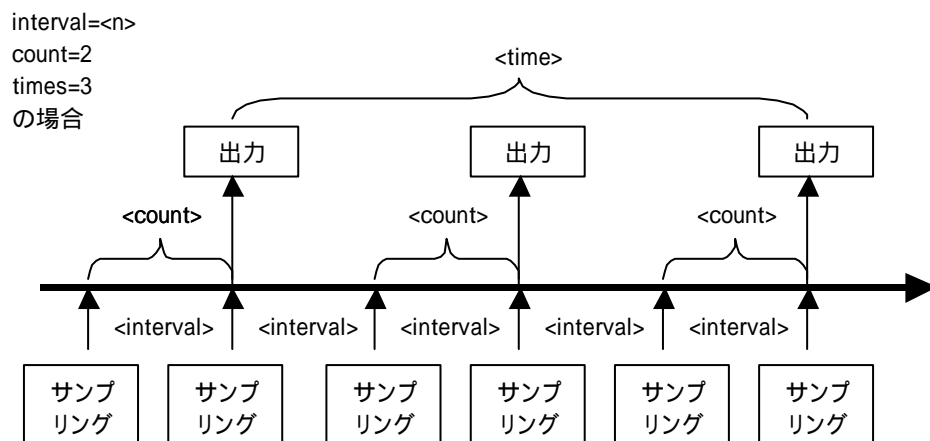 interval=<n>
count=2
times=3
の場合
<time>
出力
出力
出力
<count>
<count>
<count>
<interval>
<interval>
<interval>
<interval>
<interval>
サンプ
リング
サンプ
リング
サンプ
リング
サンプ
リング
サンプ
リング
サンプ
リング